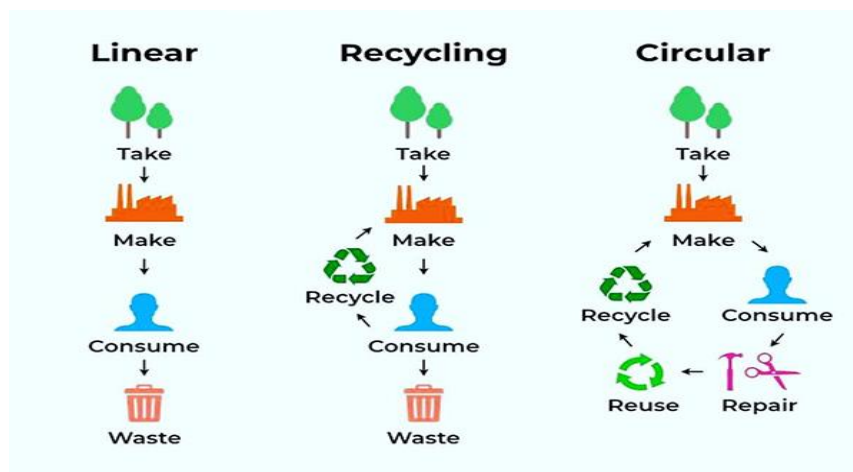 Linear
Take
Make
Consume
Waste
Recycling
Take
Make
Recycle
Consume
Waste
Circular
Take
Make
Recycle
Consume
Reuse
Repair